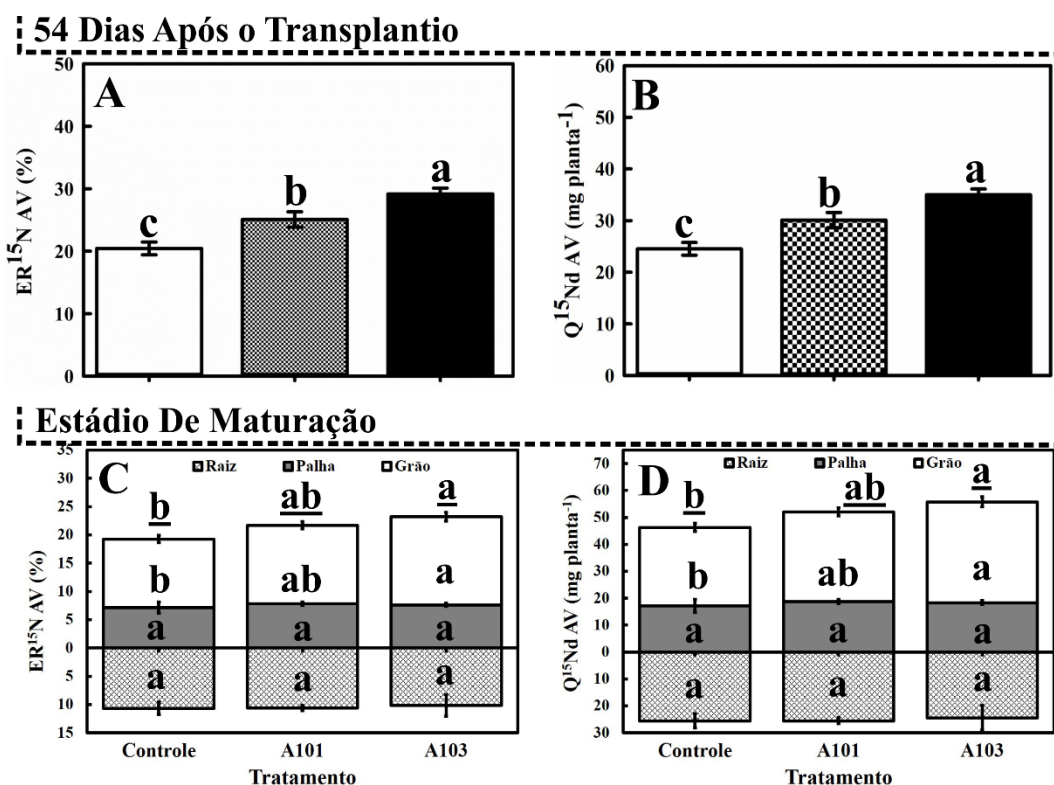 54 Dias Após o Transplantio
A
ER¹⁵N AV (%)
50
40
30
20
10
0
c
b
a
B
Q¹⁵Nd AV (mg planta⁻¹)
60
50
40
30
20
10
0
c
b
a
Estádio De Maturação
C
ER¹⁵N AV (%)
35
30
25
20
15
10
5
0
5
10
15
Raiz Palha Grão
b ab a
b ab a
a a a
a a a
Controle A101 A103
Tratamento
D
Q¹⁵Nd AV (mg planta⁻¹)
70
60
50
40
30
20
10
0
10
20
30
Raiz Palha Grão
b ab a
b ab a
a a a
a a a
Controle A101 A103
Tratamento